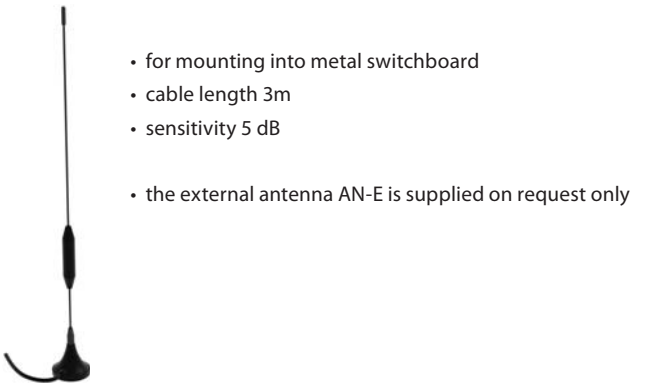 • for mounting into metal switchboard
• cable length 3m
• sensitivity 5 dB
• the external antenna AN-E is supplied on request only